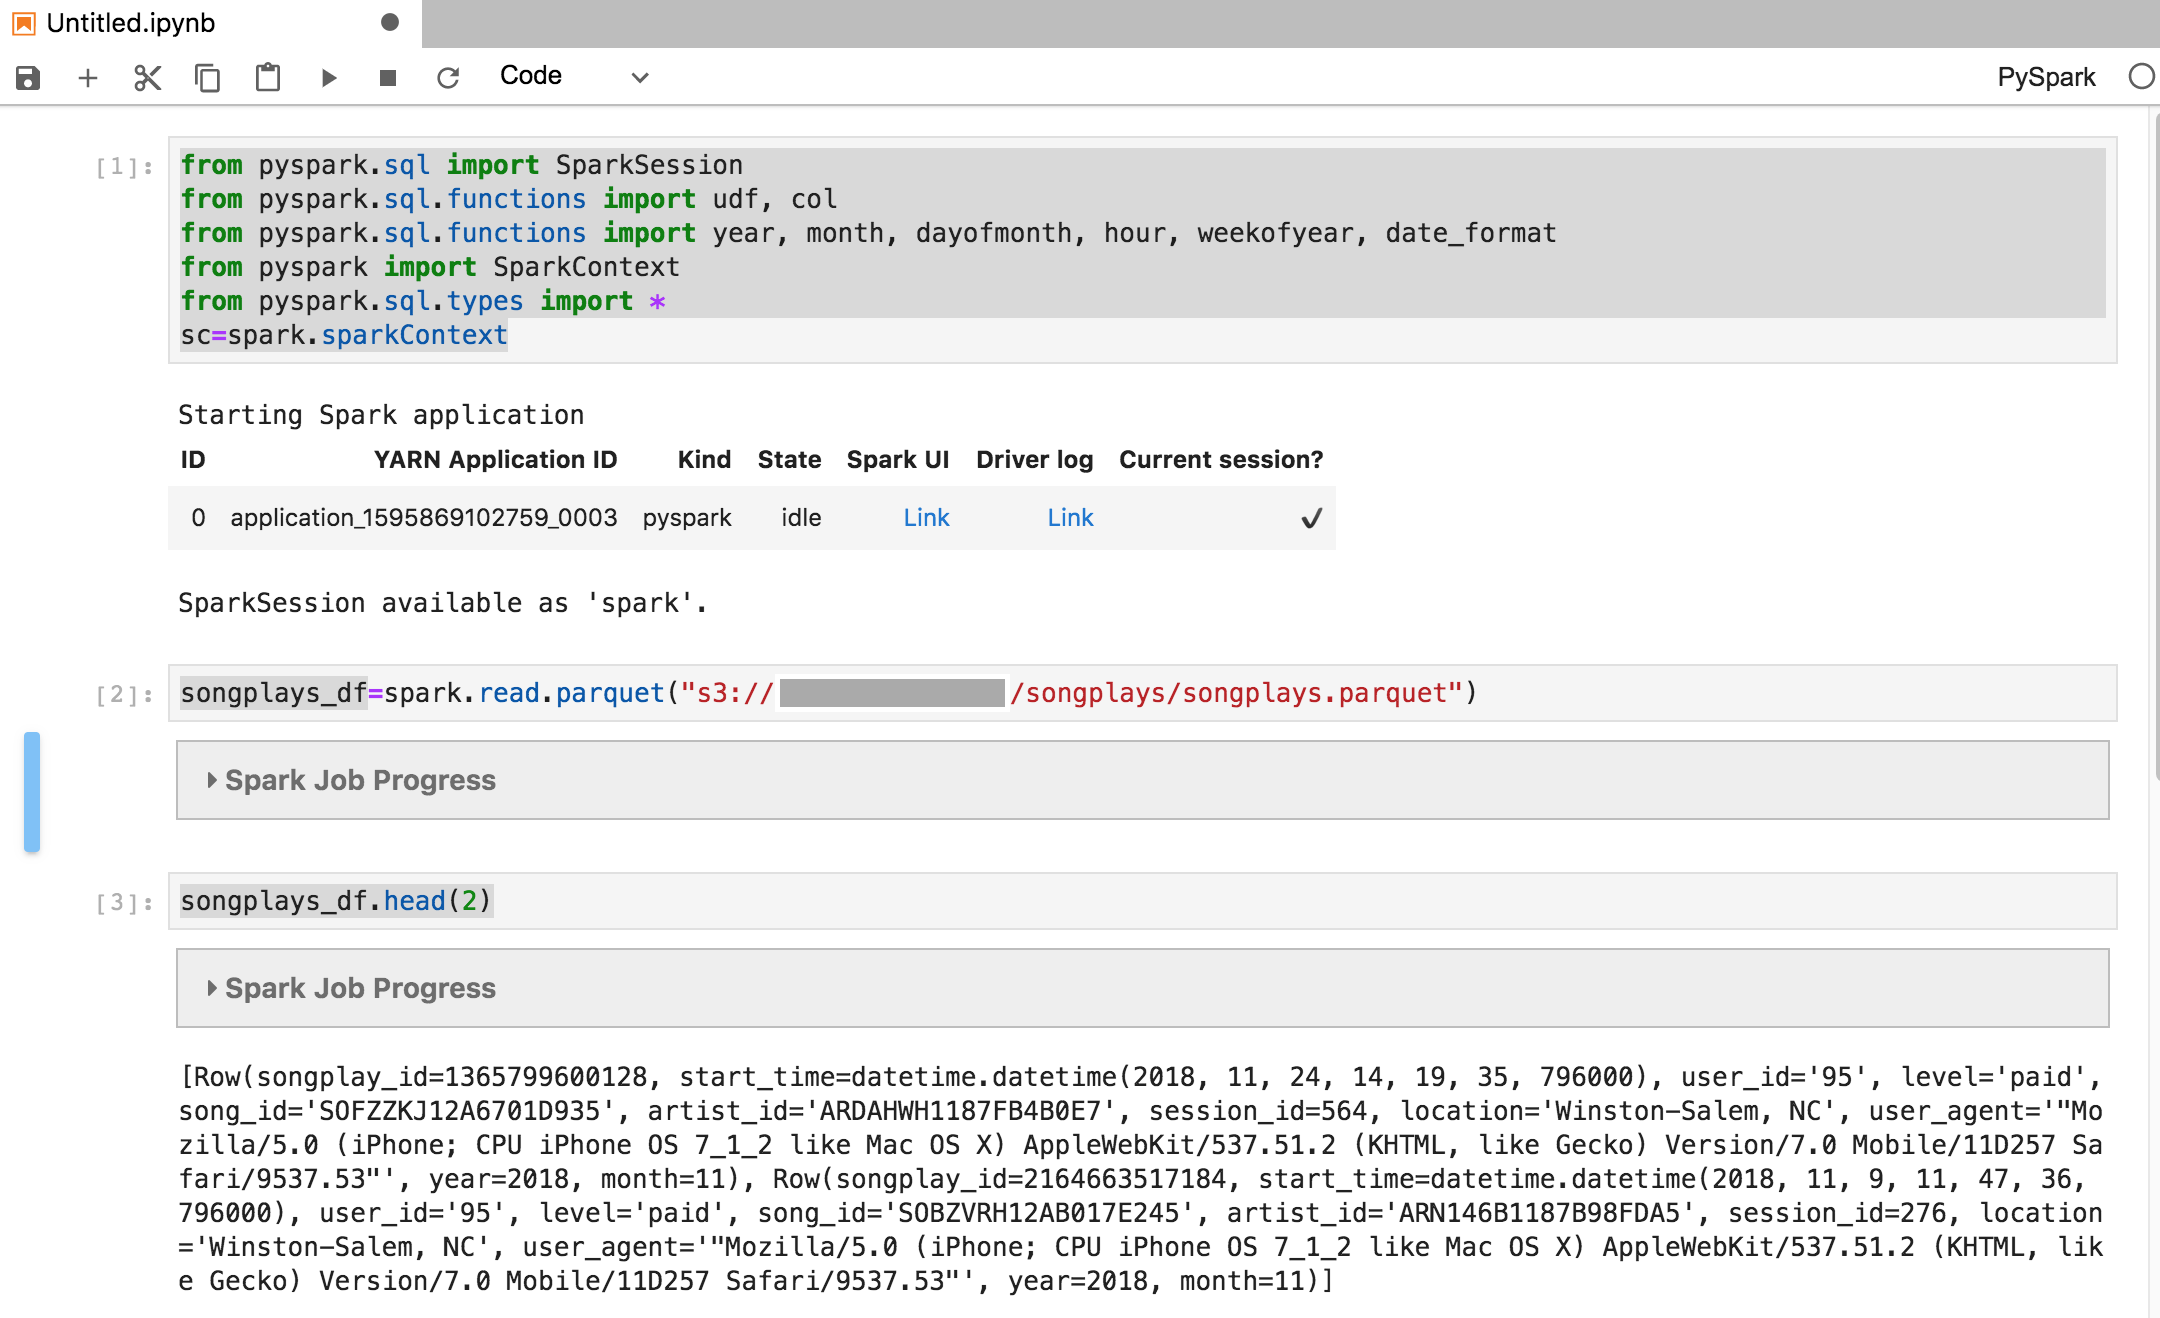 Untitled.ipynb
Code
PySpark
[1]:
from pyspark.sql import SparkSession
from pyspark.sql.functions import udf, col
from pyspark.sql.functions import year, month, dayofmonth, hour, weekofyear, date_format
from pyspark import SparkContext
from pyspark.sql.types import *
sc=spark.sparkContext
Starting Spark application
ID YARN Application ID Kind State Spark UI Driver log Current session?
0 application_1595869102759_0003 pyspark idle Link Link ✔
SparkSession available as 'spark'.
[2]: songplays_df=spark.read.parquet("s3:// /songplays/songplays.parquet")
Spark Job Progress
[3]: songplays_df.head(2)
Spark Job Progress
[Row(songplay_id=1365799600128, start_time=datetime.datetime(2018, 11, 24, 14, 19, 35, 796000), user_id='95', level='paid',
song_id='SOFZZKJ12A6701D935', artist_id='ARDAHWH1187FB4B0E7', session_id=564, location='Winston-Salem, NC', user_agent='"Mo
zilla/5.0 (iPhone; CPU iPhone OS 7_1_2 like Mac OS X) AppleWebKit/537.51.2 (KHTML, like Gecko) Version/7.0 Mobile/11D257 Sa
fari/9537.53"', year=2018, month=11), Row(songplay_id=2164663517184, start_time=datetime.datetime(2018, 11, 9, 11, 47, 36,
796000), user_id='95', level='paid', song_id='SOBZVRH12AB017E245', artist_id='ARN146B1187B98FDA5', session_id=276, location
='Winston-Salem, NC', user_agent='"Mozilla/5.0 (iPhone; CPU iPhone OS 7_1_2 like Mac OS X) AppleWebKit/537.51.2 (KHTML, lik
e Gecko) Version/7.0 Mobile/11D257 Safari/9537.53"', year=2018, month=11)]